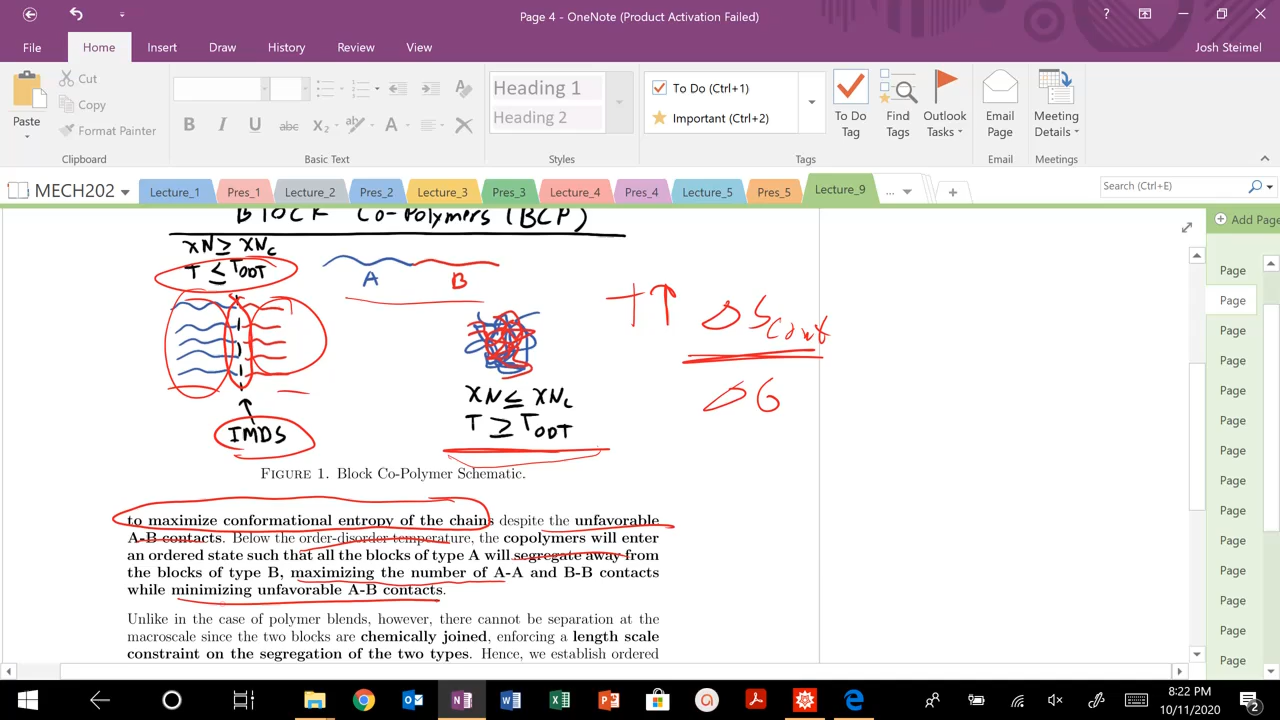 Page 4 - OneNote (Product Activation Failed)
?
File
Home
Insert
Draw
History
Review
View
Josh Steimel
Paste
Cut
Copy
Format Painter
Clipboard
B I U abc X₂ A
Basic Text
Heading 1
Heading 2
Styles
To Do (Ctrl+1)
Important (Ctrl+2)
To Do Tag
Find Tags
Tags
Outlook Tasks
Email Page
Email
Meeting Details
Meetings
MECH202
Lecture_1
Pres_1
Lecture_2
Pres_2
Lecture_3
Pres_3
Lecture_4
Pres_4
Lecture_5
Pres_5
Lecture_9
...
Search (Ctrl+E)
Add Page
Page
Page
Page
Page
Page
Page
Page
Page
Page
Page
Page
Page
Page
Page
Block Co-Polymers (BCP)
χN ≥ χNc
T ≤ TODT
A
B
IMDS
χN ≤ χNc
T ≥ TODT
T↑
ΔSconf
ΔG
FIGURE 1. Block Co-Polymer Schematic.
to maximize conformational entropy of the chains despite the unfavorable
A-B contacts. Below the order-disorder temperature, the copolymers will enter
an ordered state such that all the blocks of type A will segregate away from
the blocks of type B, maximizing the number of A-A and B-B contacts
while minimizing unfavorable A-B contacts.
Unlike in the case of polymer blends, however, there cannot be separation at the
macroscale since the two blocks are chemically joined, enforcing a length scale
constraint on the segregation of the two types. Hence, we establish ordered
8:22 PM
10/11/2020
2